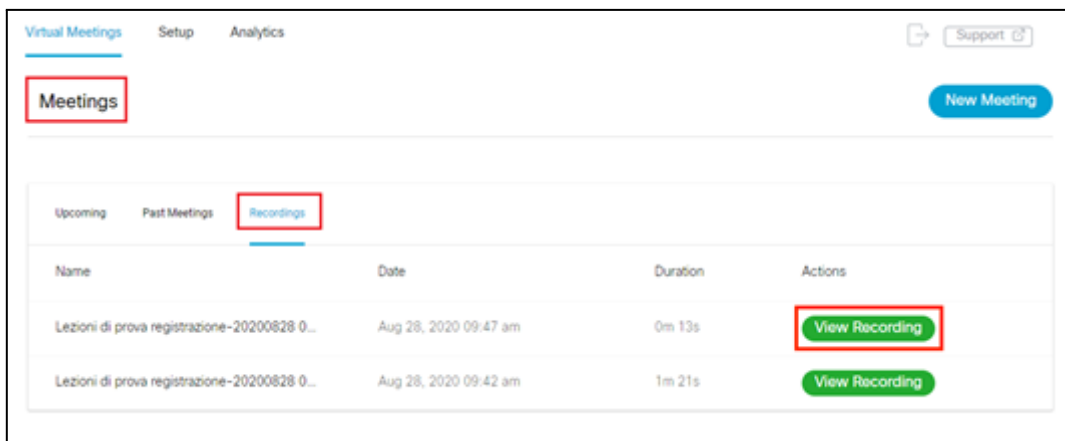 Virtual Meetings Setup Analytics Support
Meetings New Meeting
Upcoming Past Meetings Recordings
Name Date Duration Actions
Lezioni di prova registrazione-20200828 0... Aug 28, 2020 09:47 am 0m 13s View Recording
Lezioni di prova registrazione-20200828 0... Aug 28, 2020 09:42 am 1m 21s View Recording